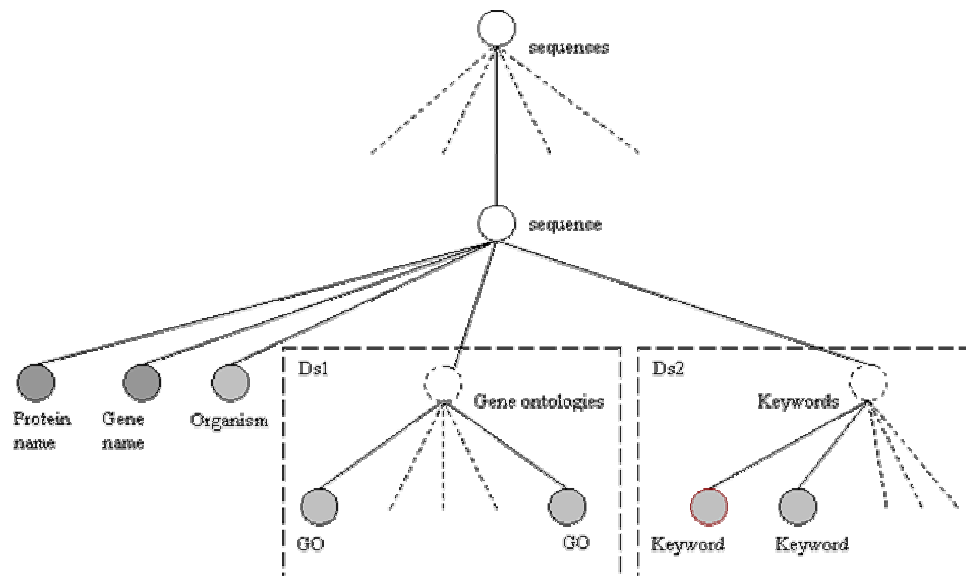 sequences
sequence
Ds1
Ds2
Gene ontologies
Keywords
Protein
name
Gene
name
Organism
GO
GO
Keyword
Keyword